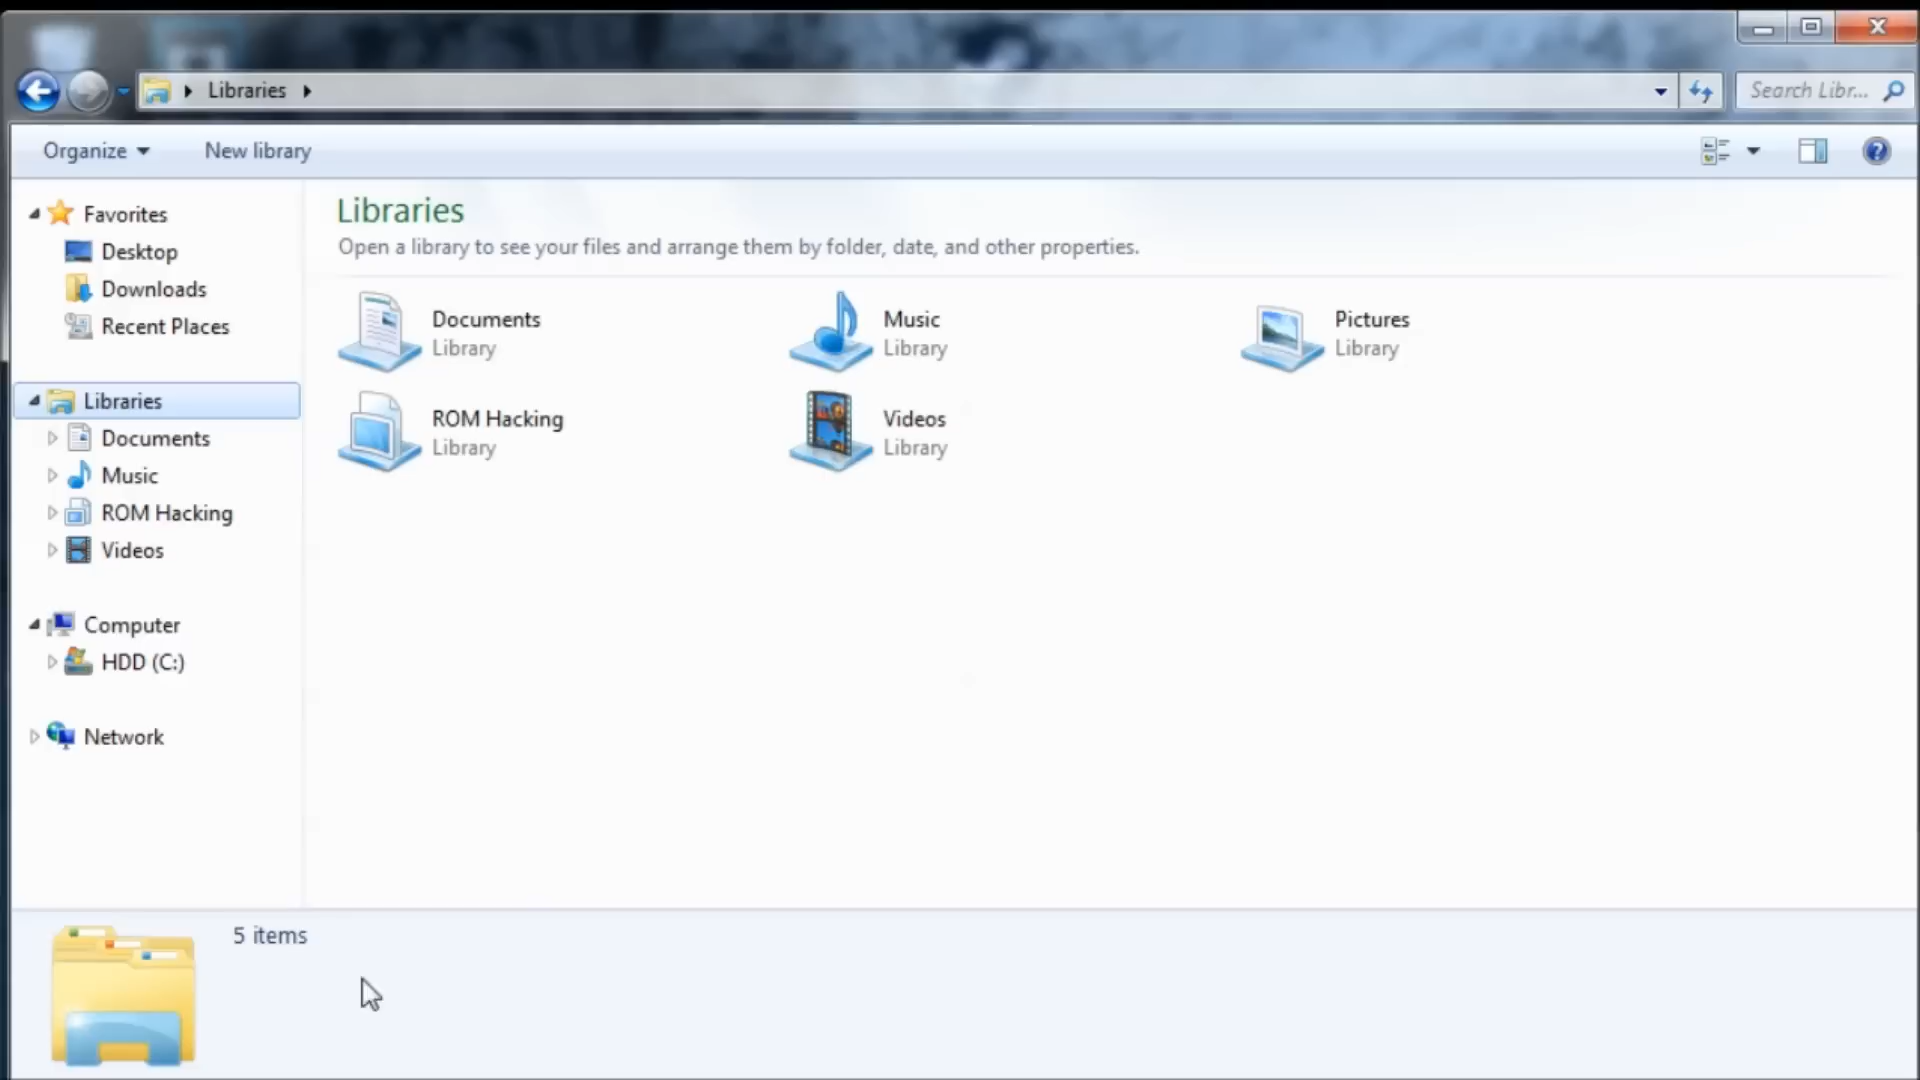 Libraries
Search Libr...
Organize
New library
Favorites
Desktop
Downloads
Recent Places
Libraries
Documents
Music
ROM Hacking
Videos
Computer
HDD (C:)
Network
Libraries
Open a library to see your files and arrange them by folder, date, and other properties.
Documents
Library
Music
Library
Pictures
Library
ROM Hacking
Library
Videos
Library
5 items